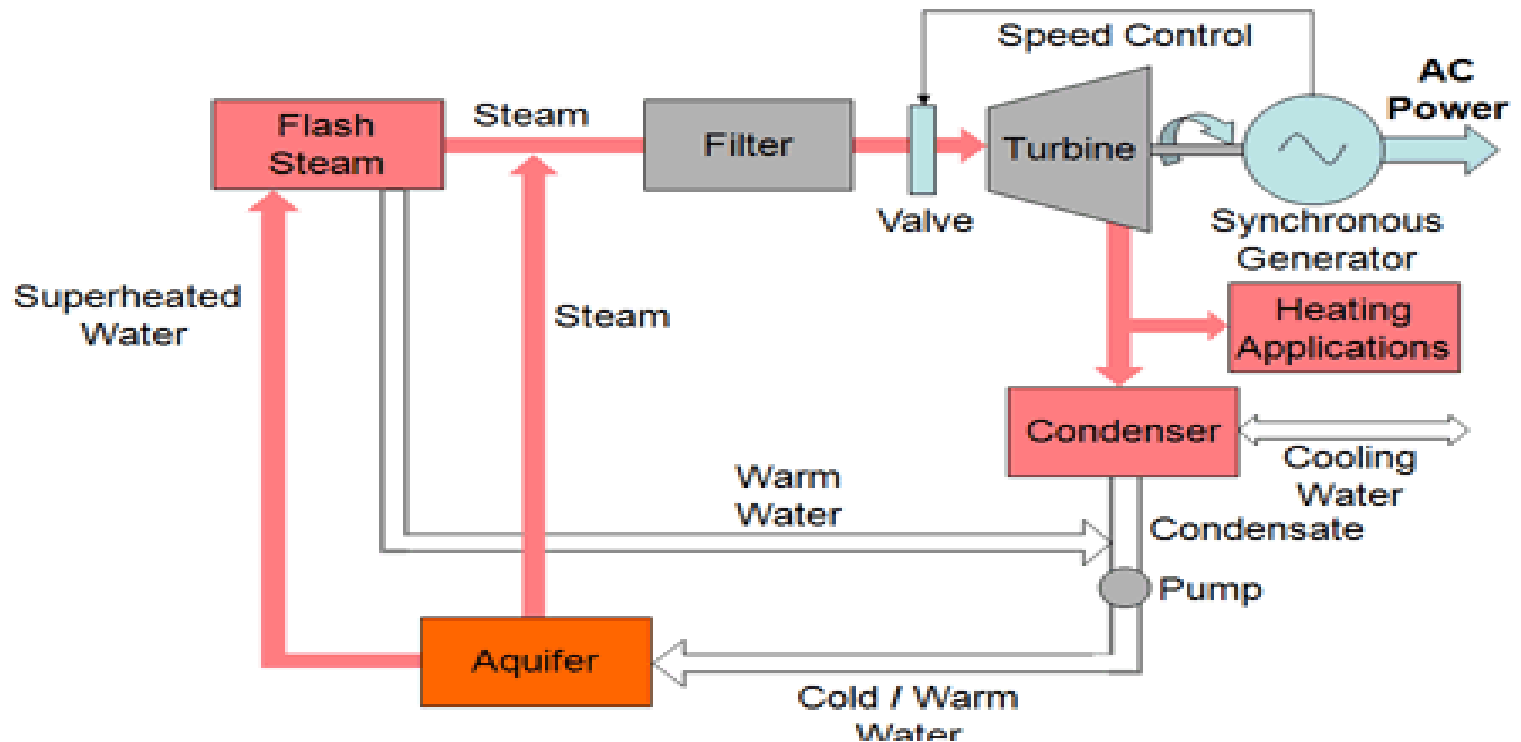 Speed Control
AC
Power
Flash
Steam
Steam
Filter
Turbine
Valve
Synchronous
Generator
Superheated
Water
Steam
Heating
Applications
Condenser
Cooling
Water
Warm
Water
Condensate
Pump
Aquifer
Cold / Warm
Water